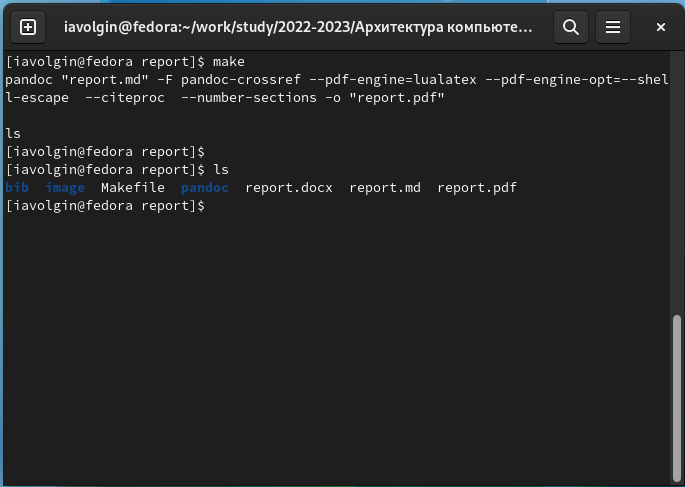 iavolgin@fedora:~/work/study/2022-2023/Архитектура компьюте...
[iavolgin@fedora report]$ make
pandoc "report.md" -F pandoc-crossref --pdf-engine=lualatex --pdf-engine-opt=--shel
l-escape  --citeproc  --number-sections -o "report.pdf"
ls
[iavolgin@fedora report]$
[iavolgin@fedora report]$ ls
bib  image  Makefile  pandoc  report.docx  report.md  report.pdf
[iavolgin@fedora report]$